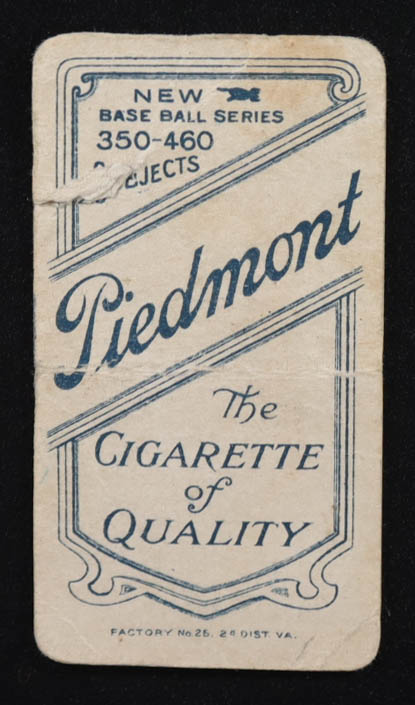 NEW
BASE BALL SERIES
350-460
Piedmont
The
CIGARETTE
of
QUALITY
FACTORY No. 25, 2D DIST. VA.